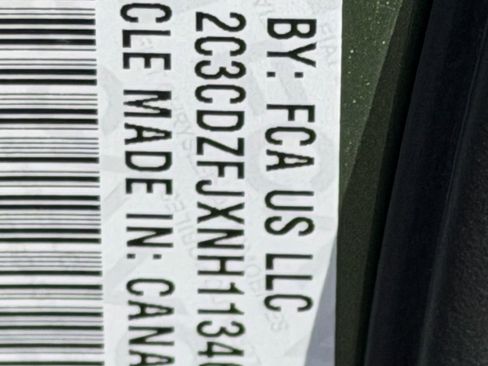 BY: FCA US LLC
2C3CDZFJXNH1134
CLE MADE IN: CANA